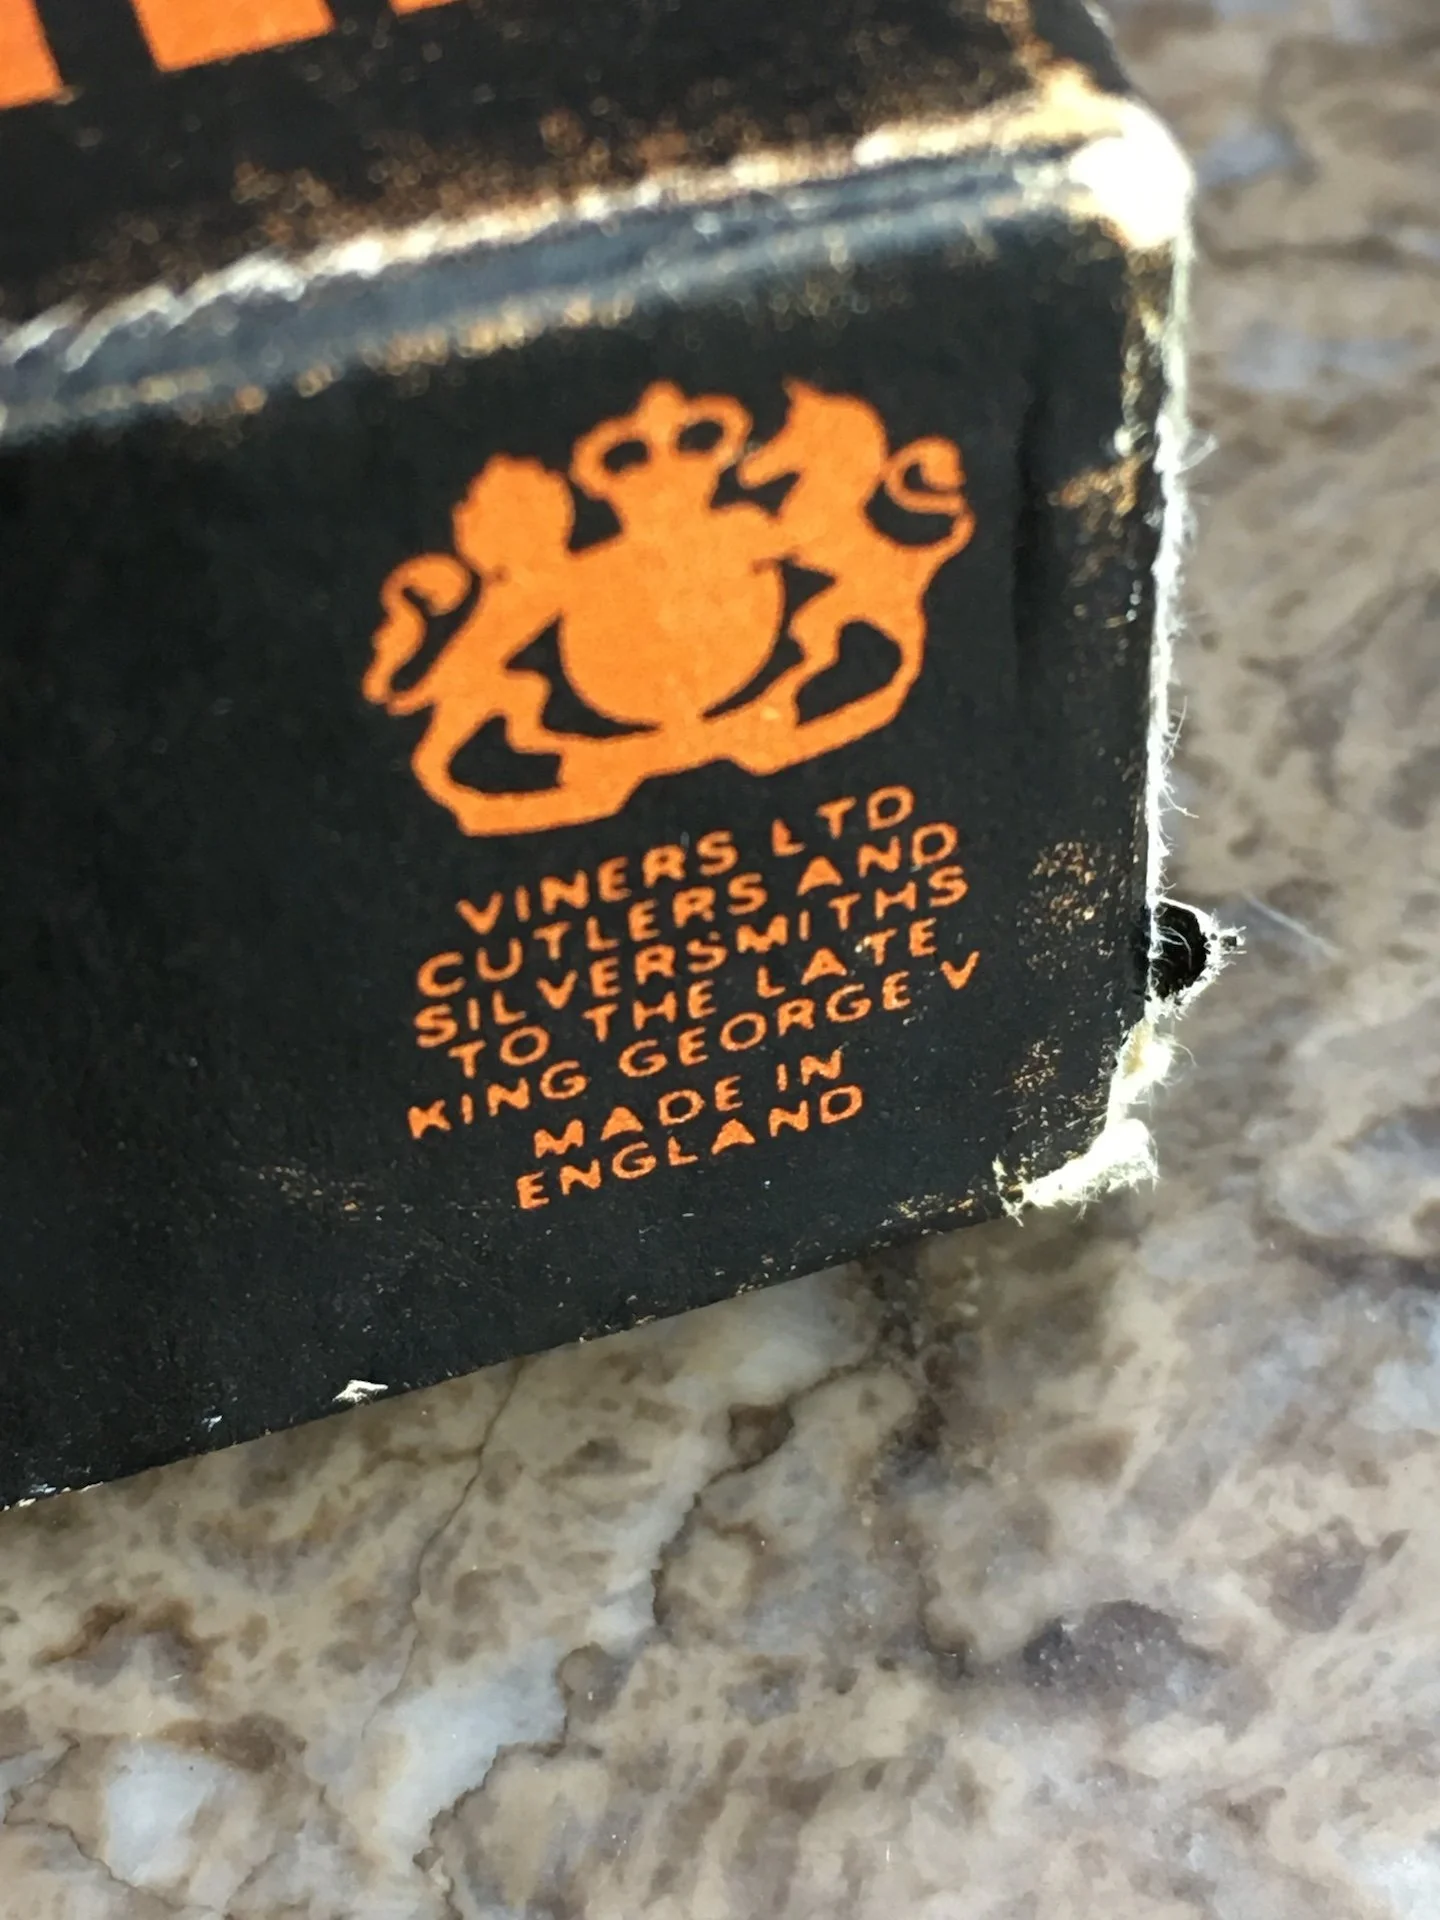 VINERS LTD
CUTLERS AND
SILVERSMITHS
TO THE LATE
KING GEORGE V
MADE IN
ENGLAND